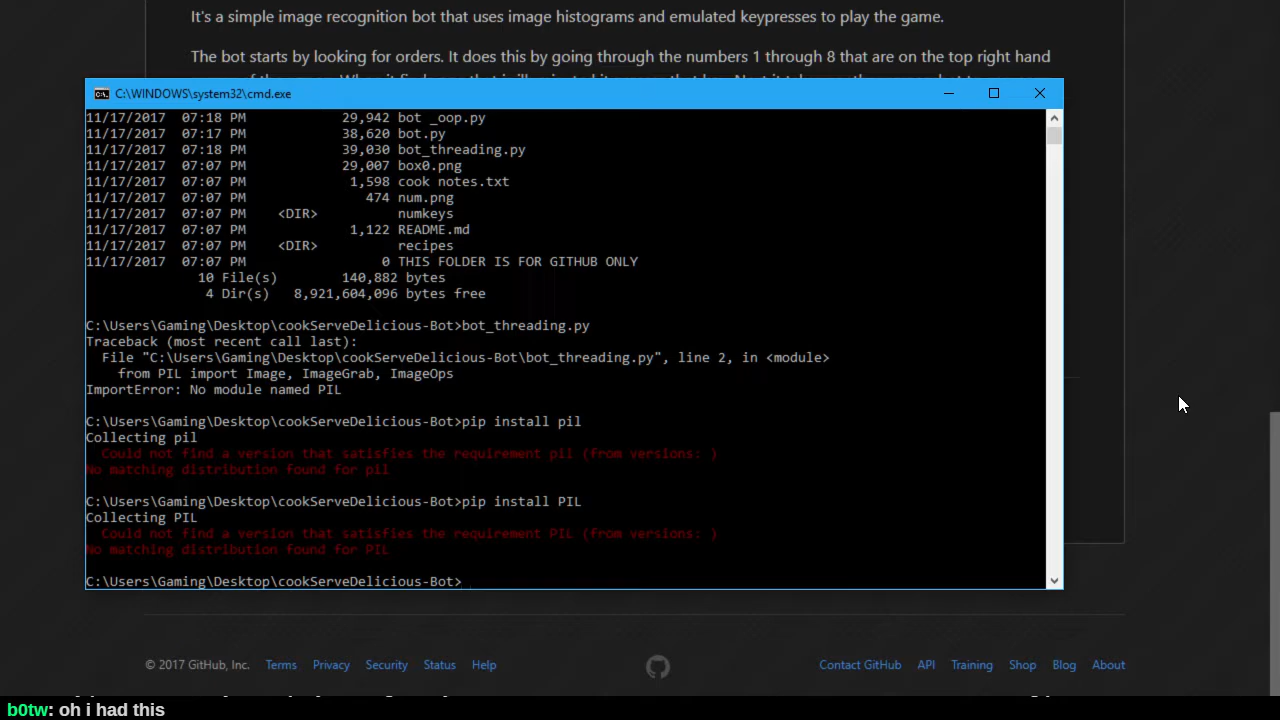 It's a simple image recognition bot that uses image histograms and emulated keypresses to play the game.
The bot starts by looking for orders. It does this by going through the numbers 1 through 8 that are on the top right hand
C:\WINDOWS\system32\cmd.exe
11/17/2017 07:18 PM 29,942 bot _oop.py
11/17/2017 07:17 PM 38,620 bot.py
11/17/2017 07:18 PM 39,030 bot_threading.py
11/17/2017 07:07 PM 29,007 box0.png
11/17/2017 07:07 PM 1,598 cook notes.txt
11/17/2017 07:07 PM 474 num.png
11/17/2017 07:07 PM <DIR> numkeys
11/17/2017 07:07 PM 1,122 README.md
11/17/2017 07:07 PM <DIR> recipes
11/17/2017 07:07 PM 0 THIS FOLDER IS FOR GITHUB ONLY
10 File(s) 140,882 bytes
4 Dir(s) 8,921,604,096 bytes free
C:\Users\Gaming\Desktop\cookServeDelicious-Bot>bot_threading.py
Traceback (most recent call last):
File "C:\Users\Gaming\Desktop\cookServeDelicious-Bot\bot_threading.py", line 2, in <module>
from PIL import Image, ImageGrab, ImageOps
ImportError: No module named PIL
C:\Users\Gaming\Desktop\cookServeDelicious-Bot>pip install pil
Collecting pil
Could not find a version that satisfies the requirement pil (from versions: )
No matching distribution found for pil
C:\Users\Gaming\Desktop\cookServeDelicious-Bot>pip install PIL
Collecting PIL
Could not find a version that satisfies the requirement PIL (from versions: )
No matching distribution found for PIL
C:\Users\Gaming\Desktop\cookServeDelicious-Bot>
© 2017 GitHub, Inc. Terms Privacy Security Status Help Contact GitHub API Training Shop Blog About
b0tw: oh i had this